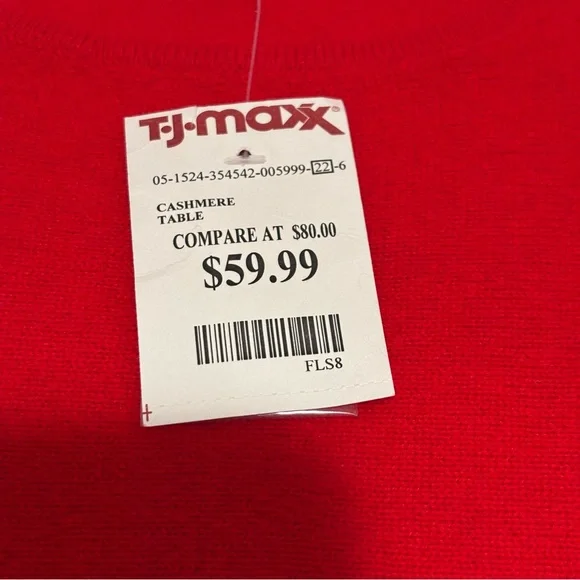 T·J·maxx®
05-1524-354542-005999-22-6
CASHMERE
TABLE
COMPARE AT $80.00
$59.99
FLS8